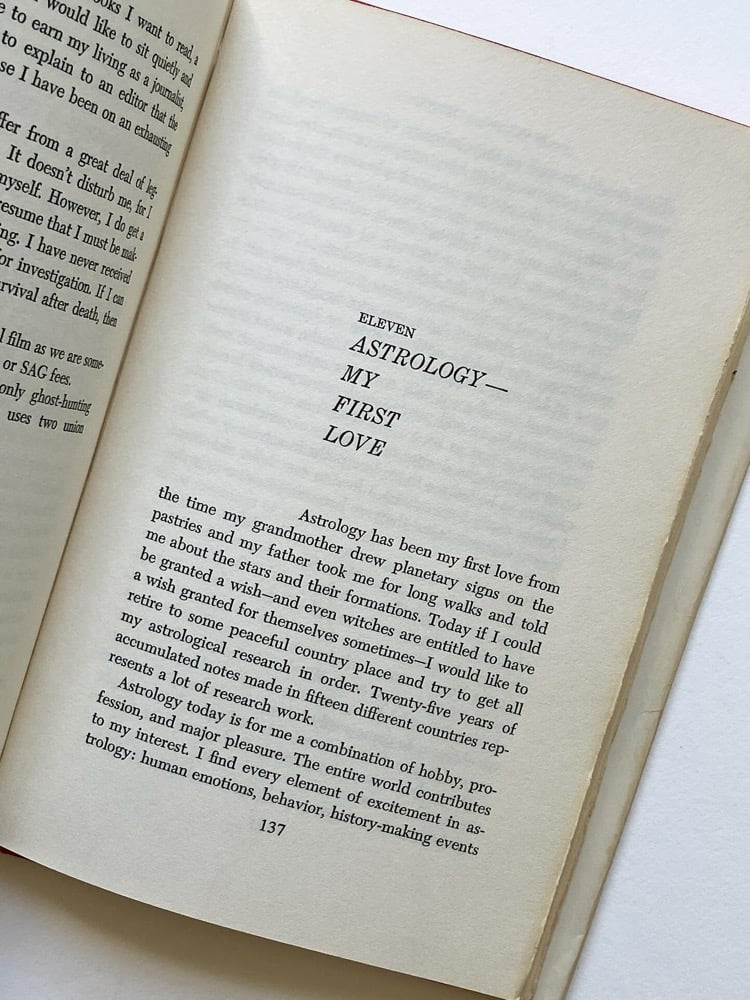 ooks I want to read, a
would like to sit quietly and
e to earn my living as a journalist,
to explain to an editor that the
se I have been on an exhausting
ffer from a great deal of leg-
It doesn't disturb me, for I
myself. However, I do get a
resume that I must be mak-
ng. I have never received
or investigation. If I can
rvival after death, then
l film as we are some-
or SAG fees.
only ghost-hunting
uses two union
ELEVEN
ASTROLOGY—
MY
FIRST
LOVE
Astrology has been my first love from
the time my grandmother drew planetary signs on the
pastries and my father took me for long walks and told
me about the stars and their formations. Today if I could
be granted a wish—and even witches are entitled to have
a wish granted for themselves sometimes—I would like to
retire to some peaceful country place and try to get all
my astrological research in order. Twenty-five years of
accumulated notes made in fifteen different countries rep-
resents a lot of research work.
Astrology today is for me a combination of hobby, pro-
fession, and major pleasure. The entire world contributes
to my interest. I find every element of excitement in as-
trology: human emotions, behavior, history-making events
137